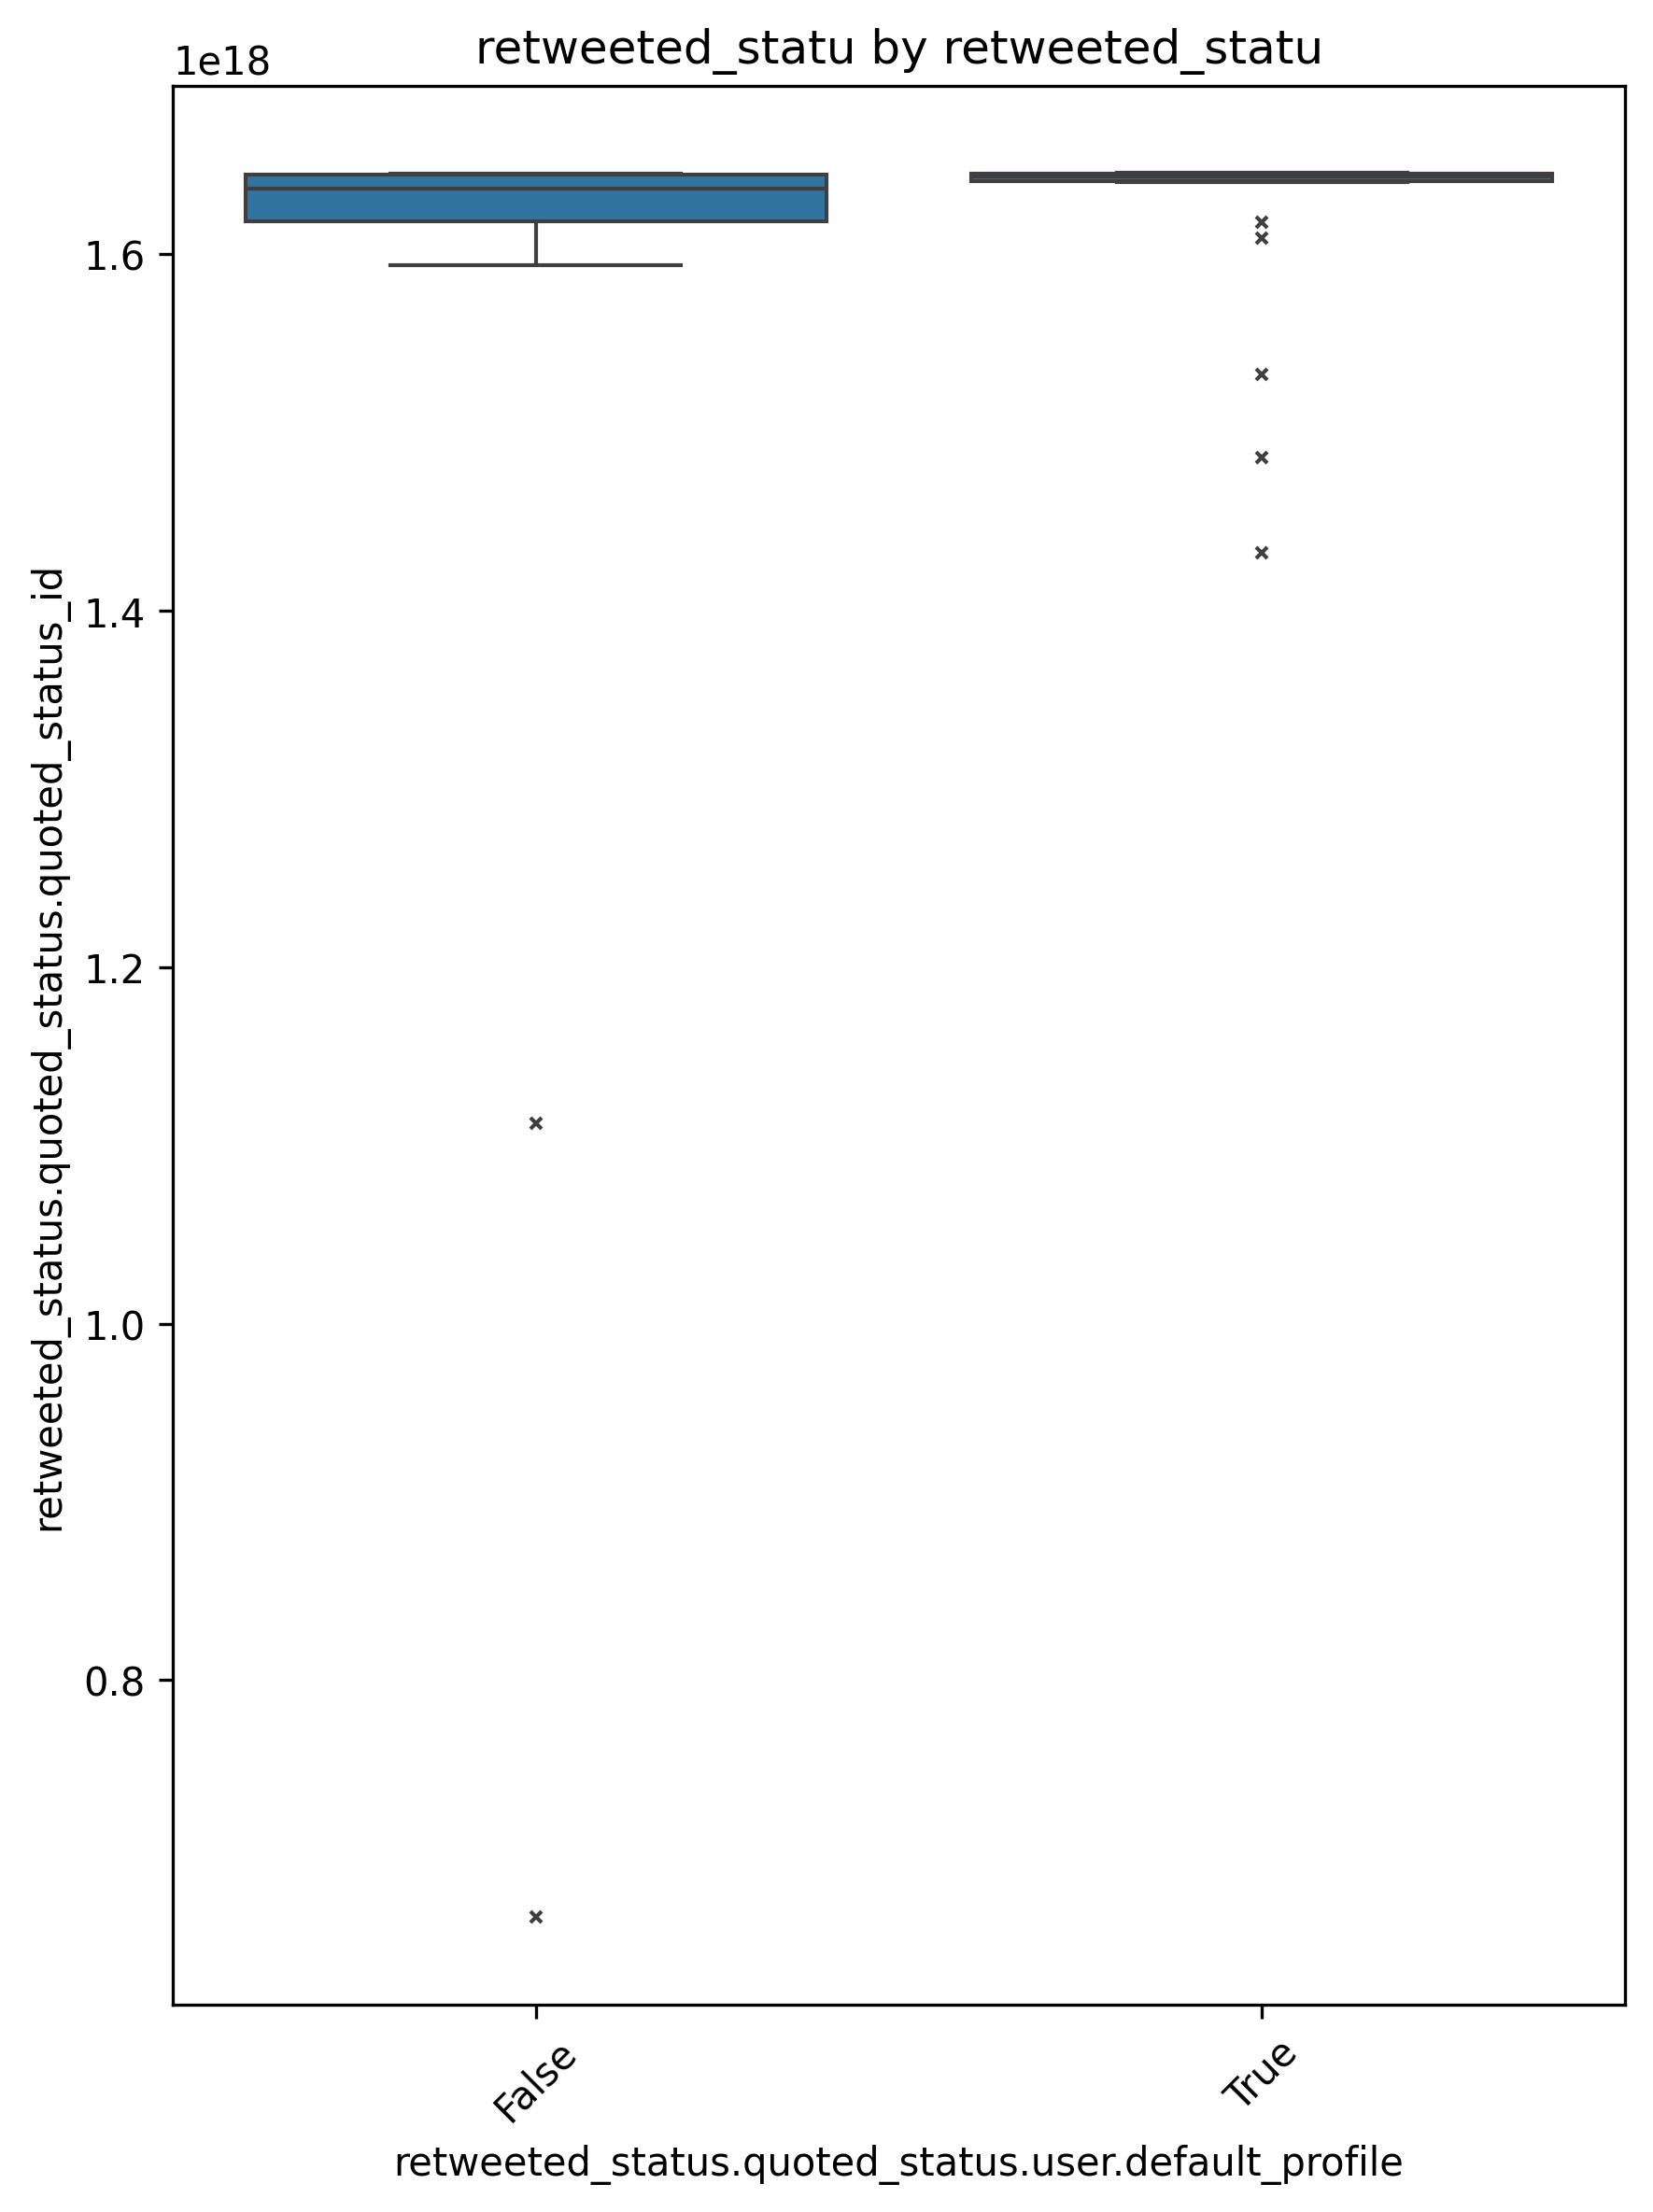 retweeted_statu by retweeted_statu
1e18
1.6
1.4
1.2
1.0
0.8
retweeted_status.quoted_status.quoted_status_id
False
True
retweeted_status.quoted_status.user.default_profile